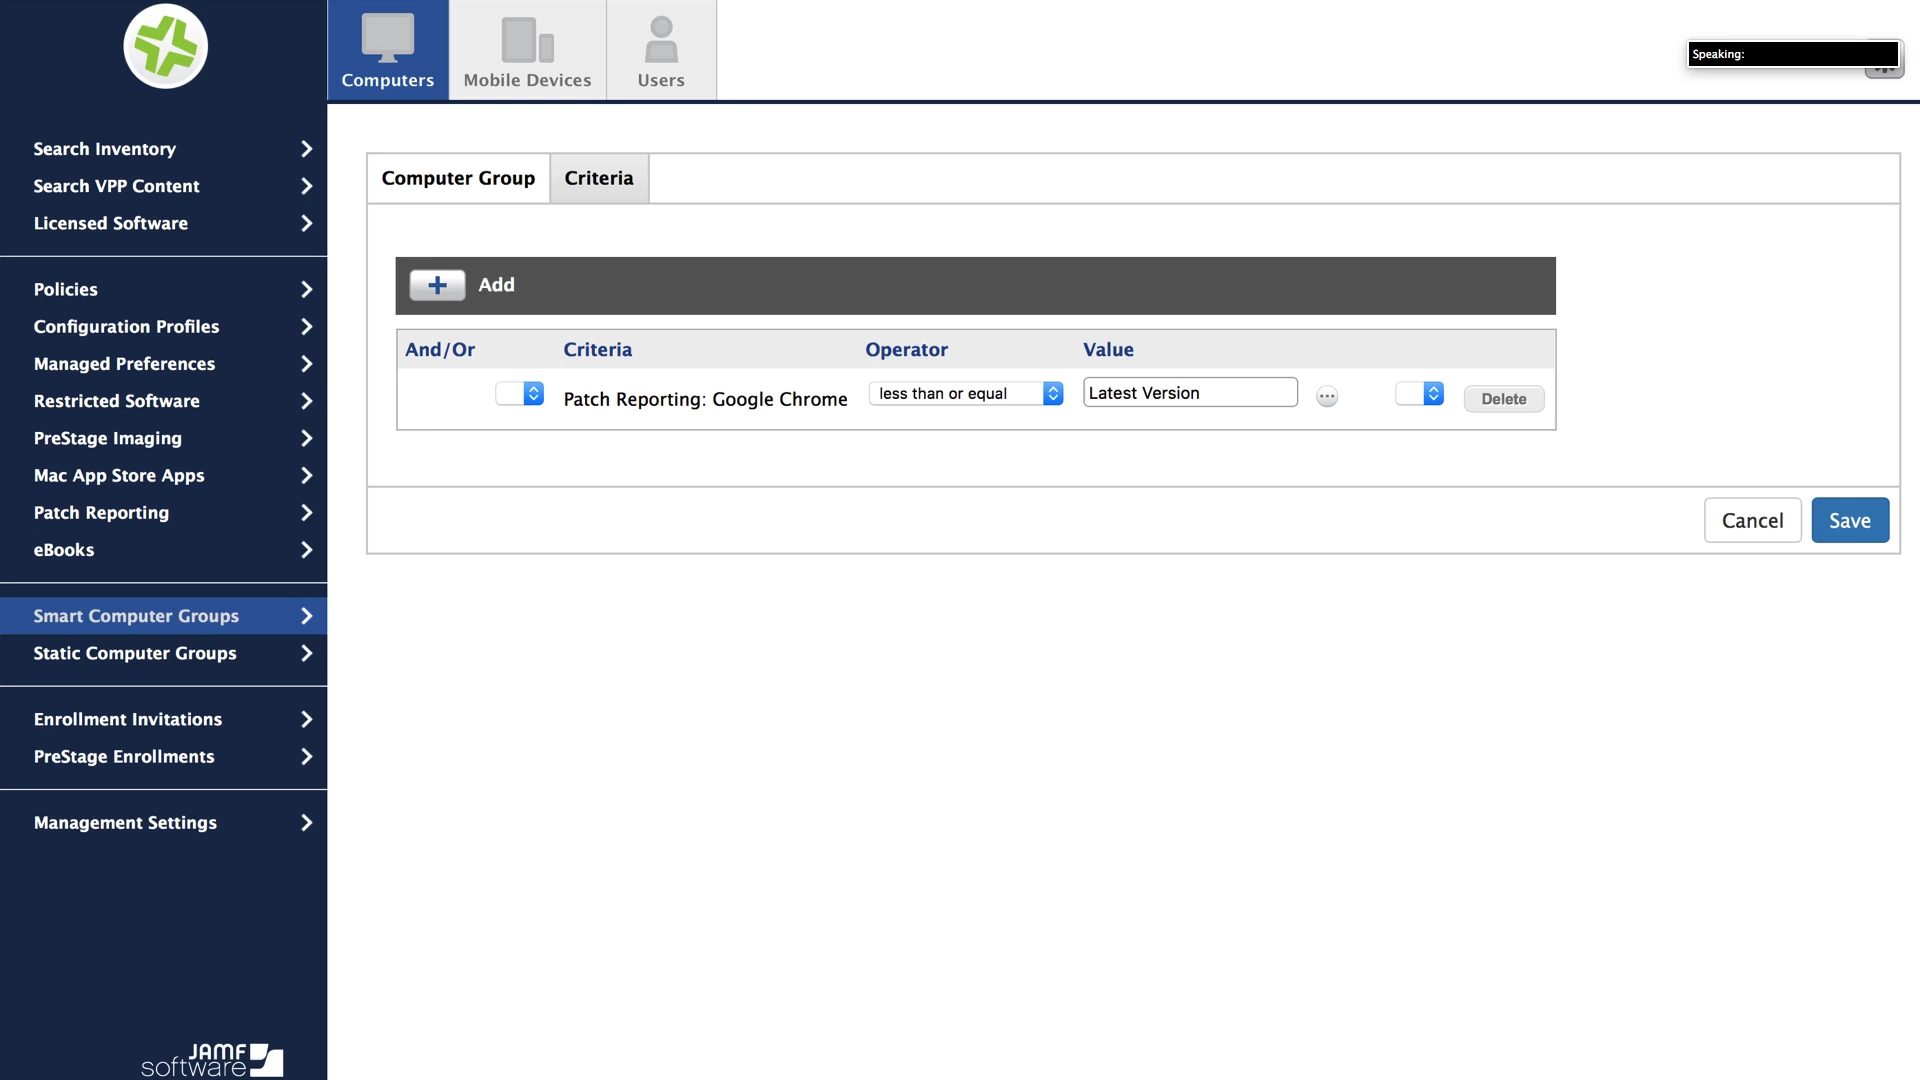 Computers
Mobile Devices
Users
Speaking:
Search Inventory
Search VPP Content
Licensed Software
Policies
Configuration Profiles
Managed Preferences
Restricted Software
PreStage Imaging
Mac App Store Apps
Patch Reporting
eBooks
Smart Computer Groups
Static Computer Groups
Enrollment Invitations
PreStage Enrollments
Management Settings
JAMF
software
Computer Group
Criteria
Add
And/Or Criteria Operator Value
Patch Reporting: Google Chrome less than or equal Latest Version Delete
Cancel Save